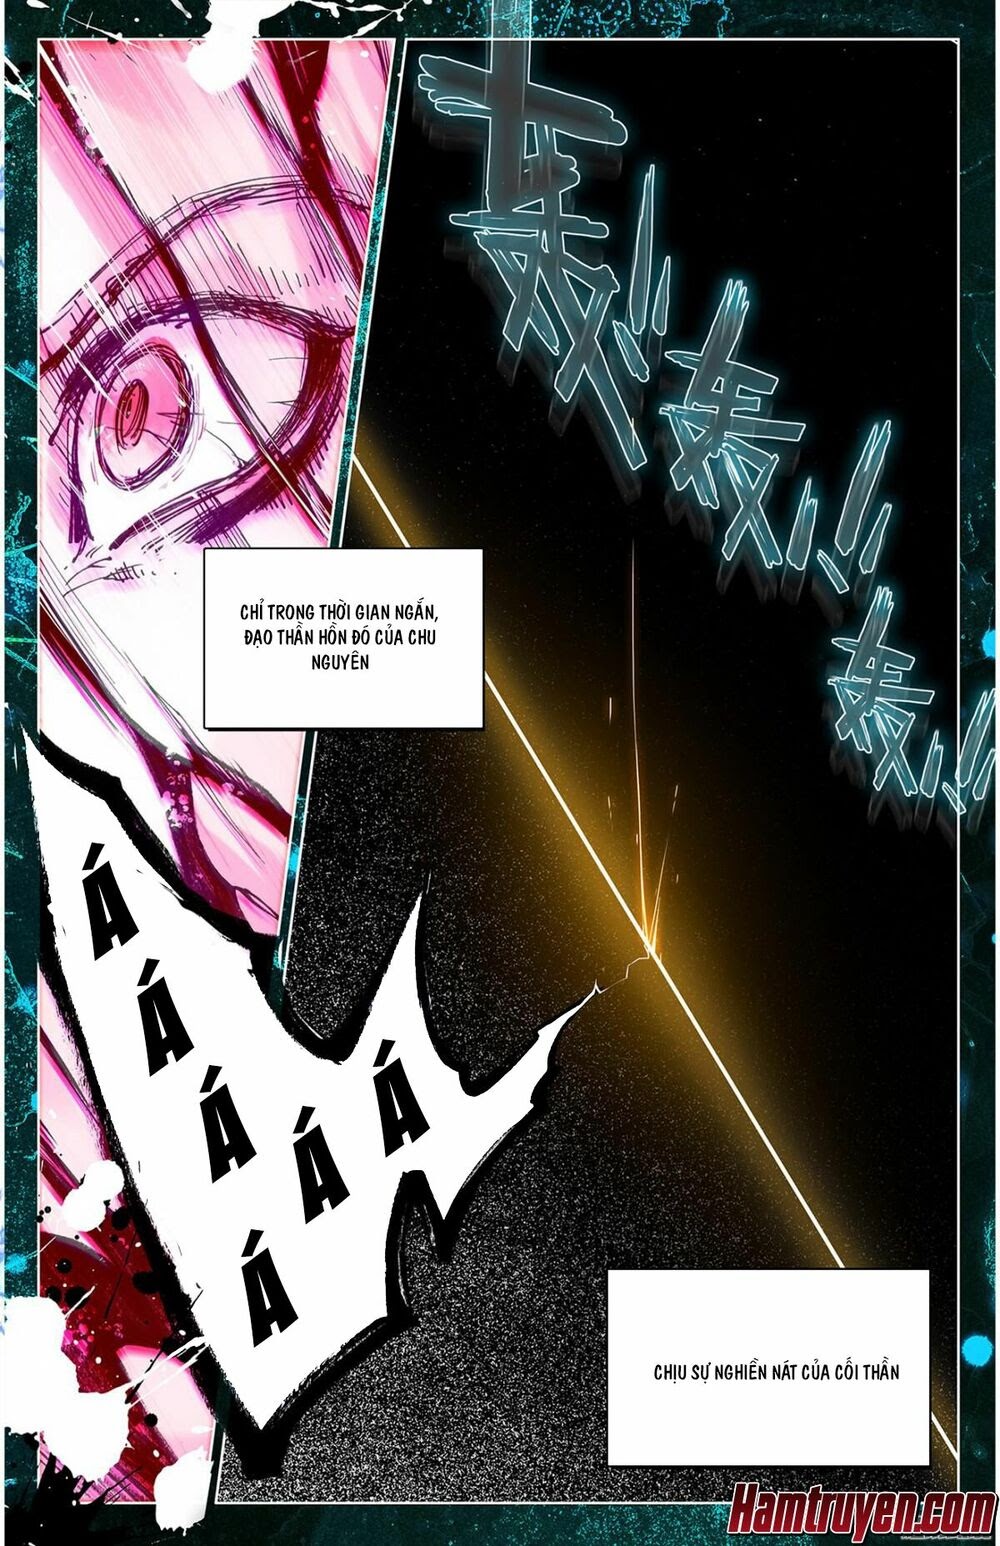 轰!!
轰!!
轰!!
CHỈ TRONG THỜI GIAN NGẮN,
ĐẠO THẦN HỒN ĐÓ CỦA CHU
NGUYÊN
Á Á Á Á Á Á
CHỊU SỰ NGHIỀN NÁT CỦA CỐI THẦN
Hamtruyen.com